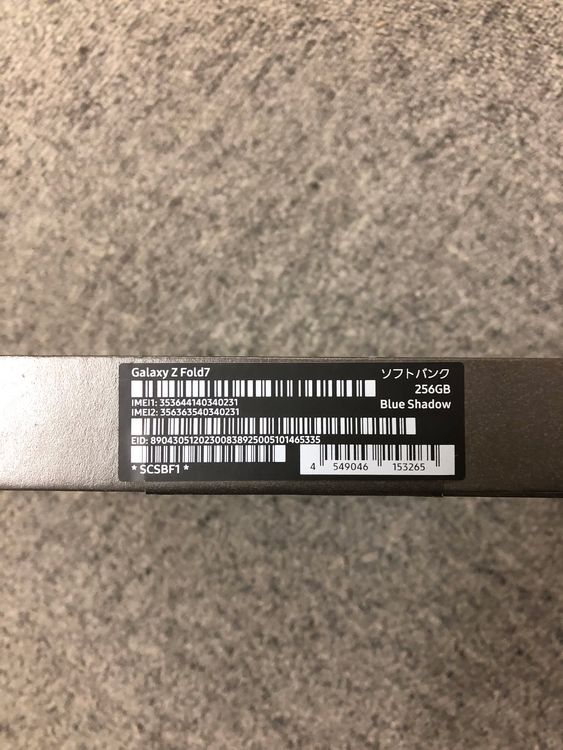 Galaxy Z Fold7
ソフトバンク
256GB
IMEI1: 353644140340231
Blue Shadow
IMEI2: 356363540340231
EID: 89043051202300838925005101465335
* SCSBF1 *
4 549046 153265